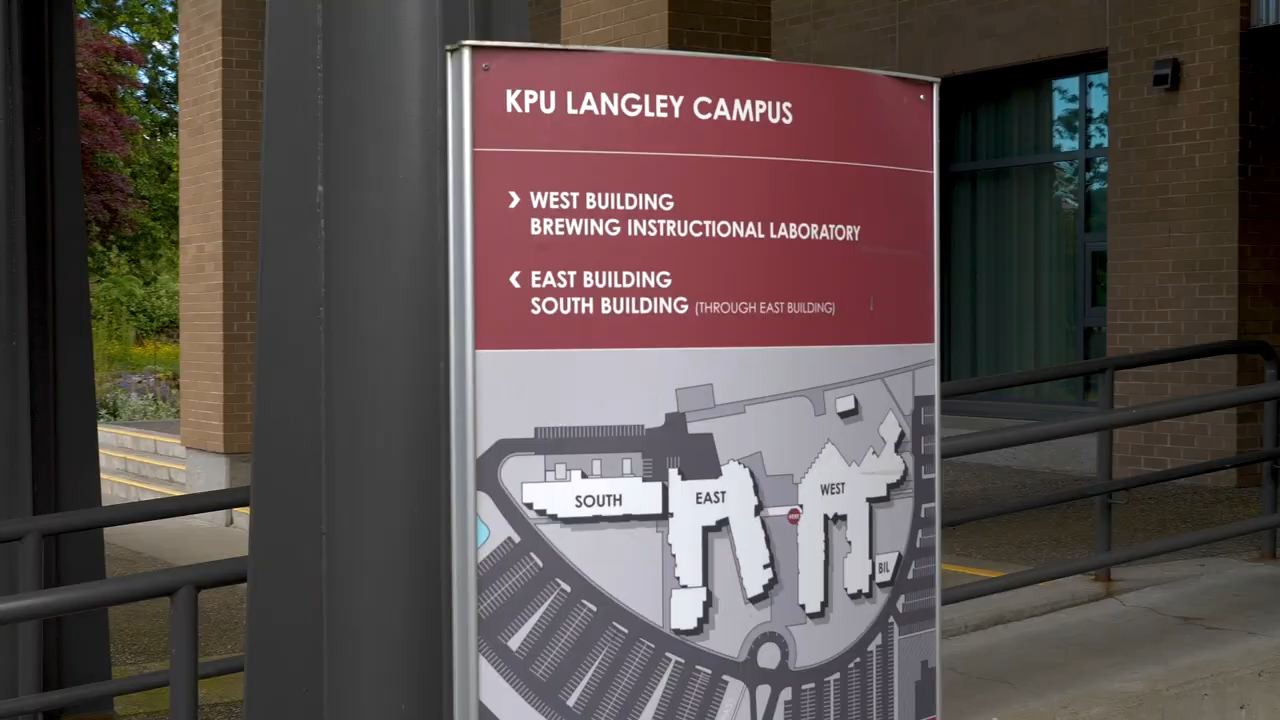 KPU LANGLEY CAMPUS
› WEST BUILDING
BREWING INSTRUCTIONAL LABORATORY
‹ EAST BUILDING
SOUTH BUILDING (THROUGH EAST BUILDING)
SOUTH
EAST
WEST
BIL